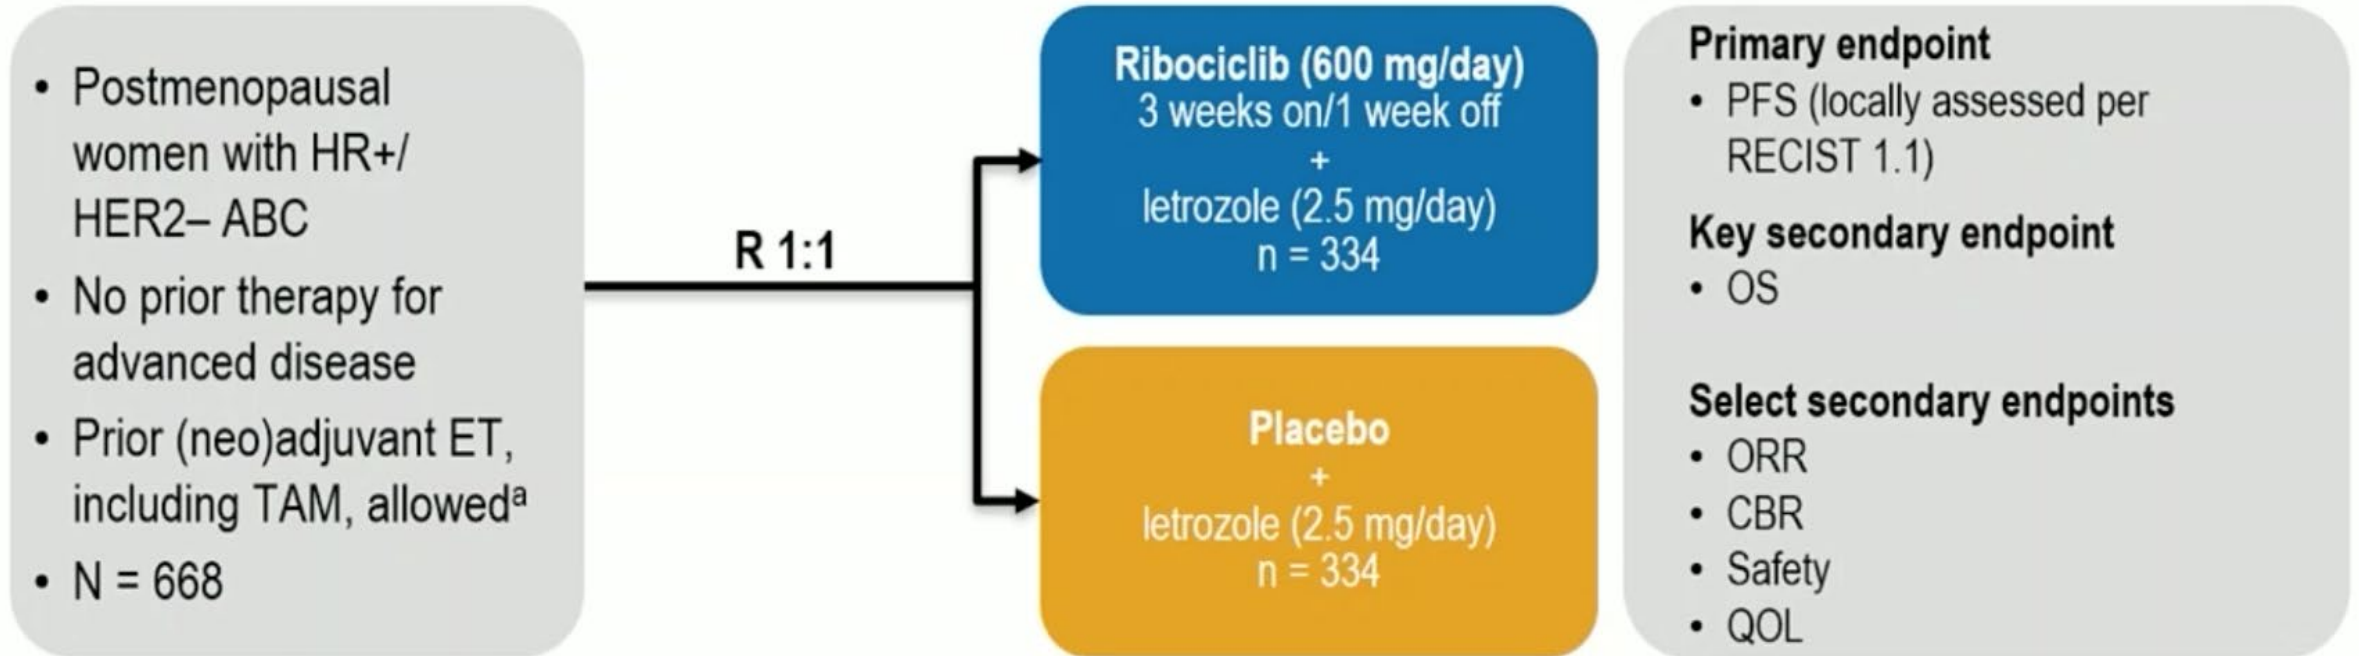 • Postmenopausal
women with HR+/
HER2– ABC
• No prior therapy for
advanced disease
• Prior (neo)adjuvant ET,
including TAM, allowedᵃ
• N = 668
R 1:1
Ribociclib (600 mg/day)
3 weeks on/1 week off
+
letrozole (2.5 mg/day)
n = 334
Placebo
+
letrozole (2.5 mg/day)
n = 334
Primary endpoint
• PFS (locally assessed per
RECIST 1.1)
Key secondary endpoint
• OS
Select secondary endpoints
• ORR
• CBR
• Safety
• QOL